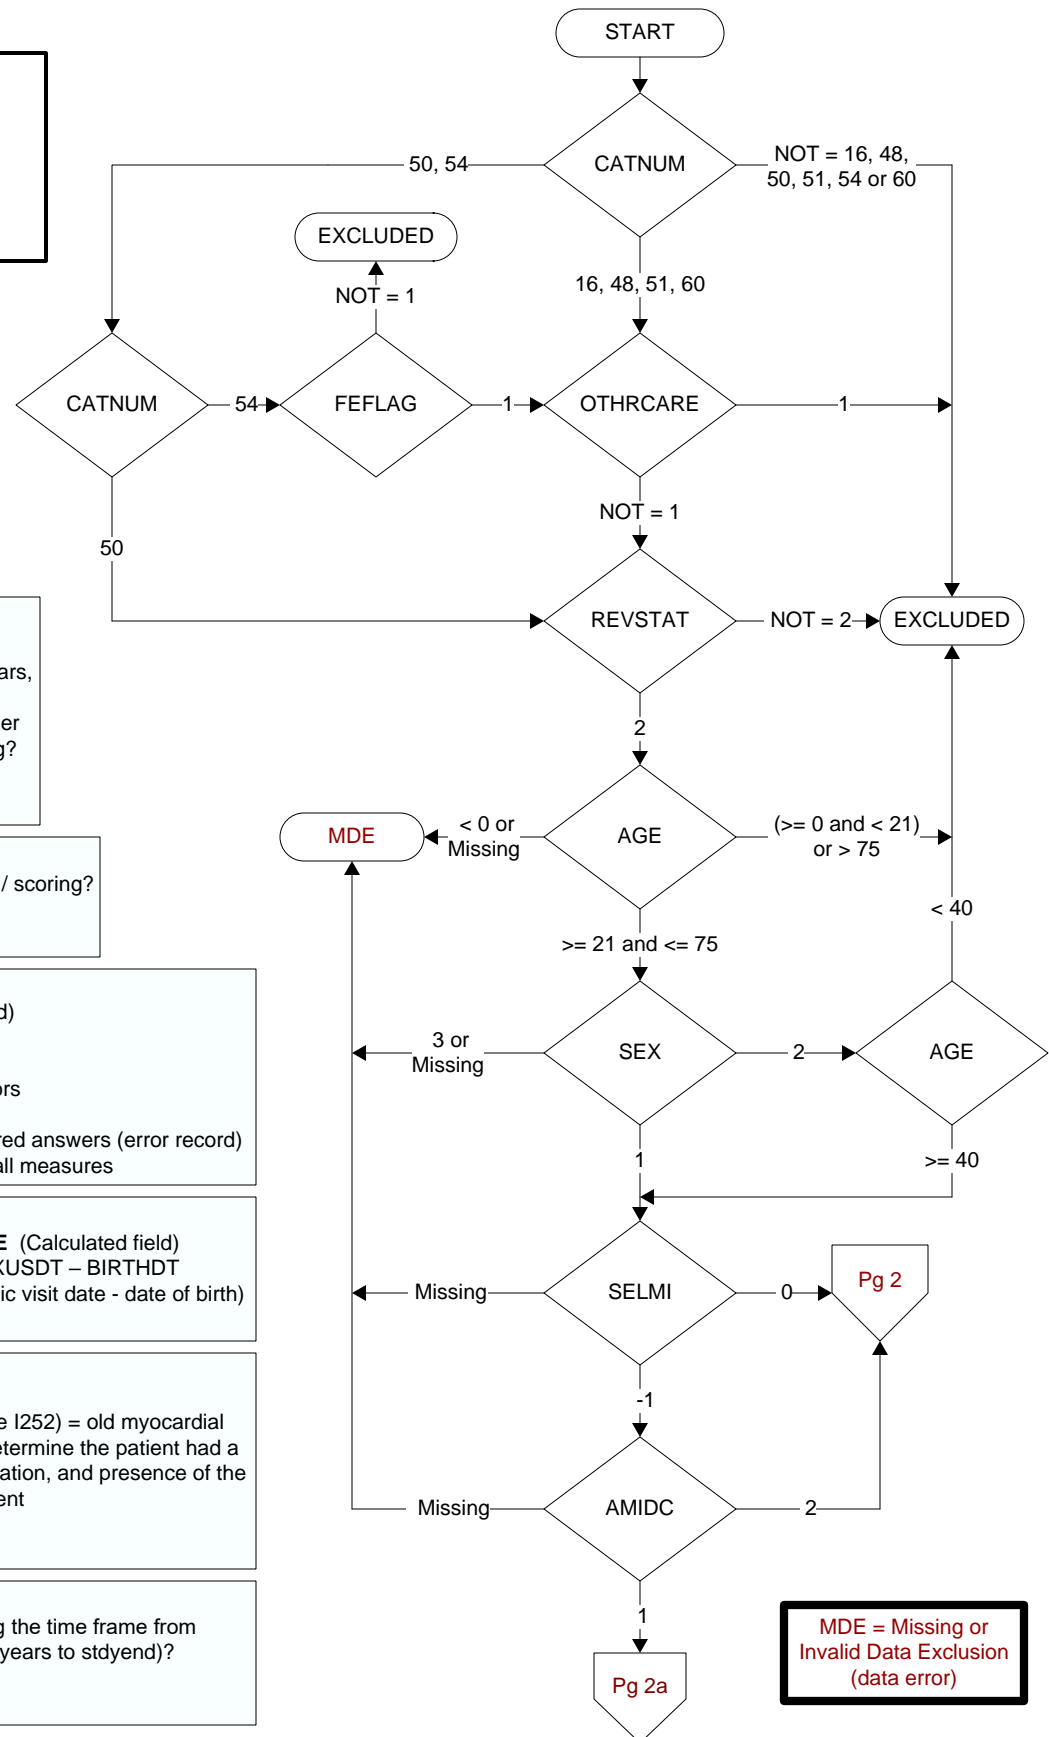 START
CATNUM
50, 54
NOT = 16, 48,
50, 51, 54 or 60
EXCLUDED
NOT = 1
16, 48, 51, 60
CATNUM
54
FEFLAG
1
OTHRCARE
1
NOT = 1
50
REVSTAT
NOT = 2
EXCLUDED
2
MDE
< 0 or
Missing
AGE
(>= 0 and < 21)
or > 75
< 40
>= 21 and <= 75
3 or
Missing
SEX
2
AGE
1
>= 40
Missing
SELMI
0
Pg 2
-1
Missing
AMIDC
2
1
Pg 2a
MDE = Missing or
Invalid Data Exclusion
(data error)
ars,
er
g?
/ scoring?
d)
ors
red answers (error record)
all measures
E (Calculated field)
XUSDT – BIRTHDT
ic visit date - date of birth)
e I252) = old myocardial
etermine the patient had a
ation, and presence of the
ent
g the time frame from
years to stdyend)?